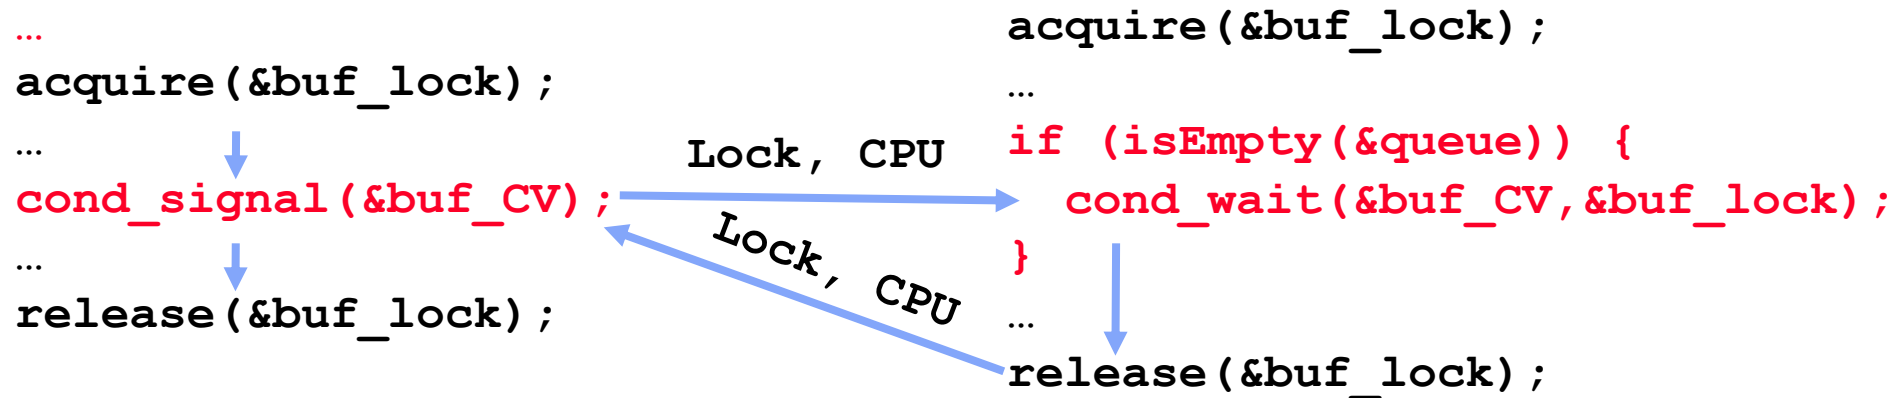 …
acquire(&buf_lock);
…
cond_signal(&buf_CV);
…
release(&buf_lock);
Lock, CPU
Lock, CPU
acquire(&buf_lock);
…
if (isEmpty(&queue)) {
cond_wait(&buf_CV,&buf_lock);
}
…
release(&buf_lock);